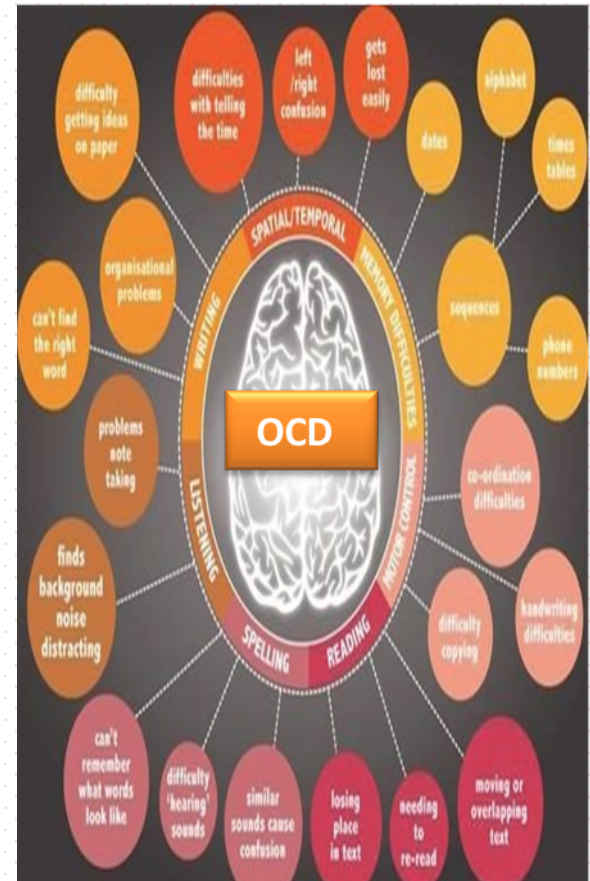 difficulty
getting ideas
on paper
difficulties
with telling
the time
left
/right
confusion
gets
lost
easily
dates
alphabet
times
tables
organisational
problems
sequences
can't find
the right
word
phone
numbers
problems
note
taking
co-ordination
difficulties
finds
background
noise
distracting
difficulty
copying
handwriting
difficulties
can't
remember
what words
look like
difficulty
'hearing'
sounds
similar
sounds cause
confusion
losing
place
in text
needing
to
re-read
moving or
overlapping
text
SPATIAL/TEMPORAL
MEMORY DIFFICULTIES
MOTOR CONTROL
READING
SPELLING
LISTENING
WRITING
OCD